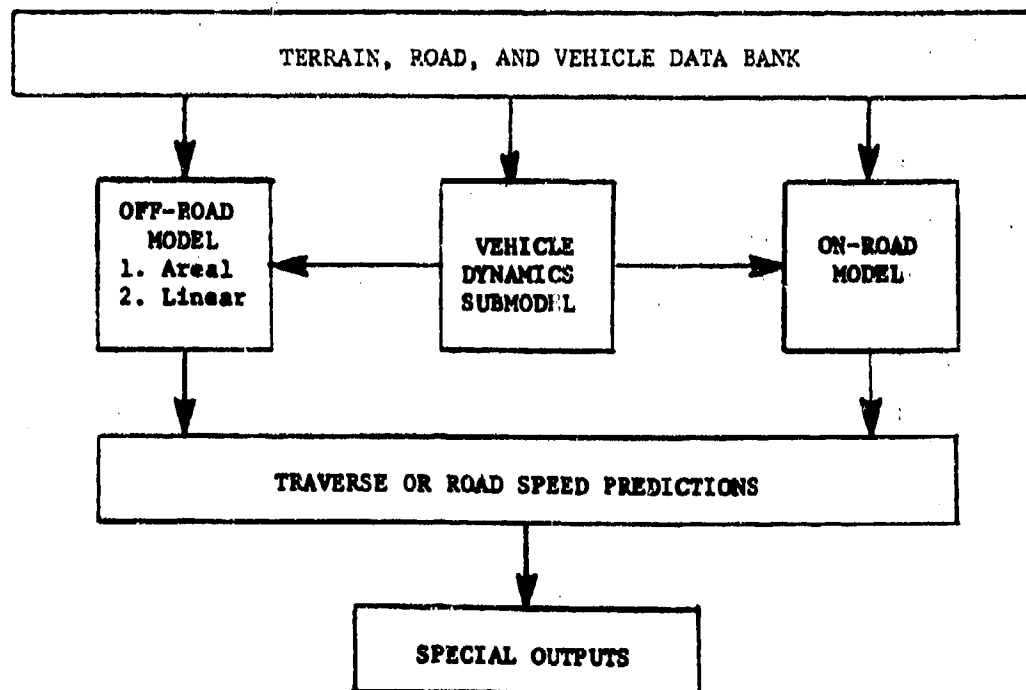 TERRAIN, ROAD, AND VEHICLE DATA BANK
OFF-ROAD
MODEL
1. Areal
2. Linear
VEHICLE
DYNAMICS
SUBMODEL
ON-ROAD
MODEL
TRAVERSE OR ROAD SPEED PREDICTIONS
SPECIAL OUTPUTS